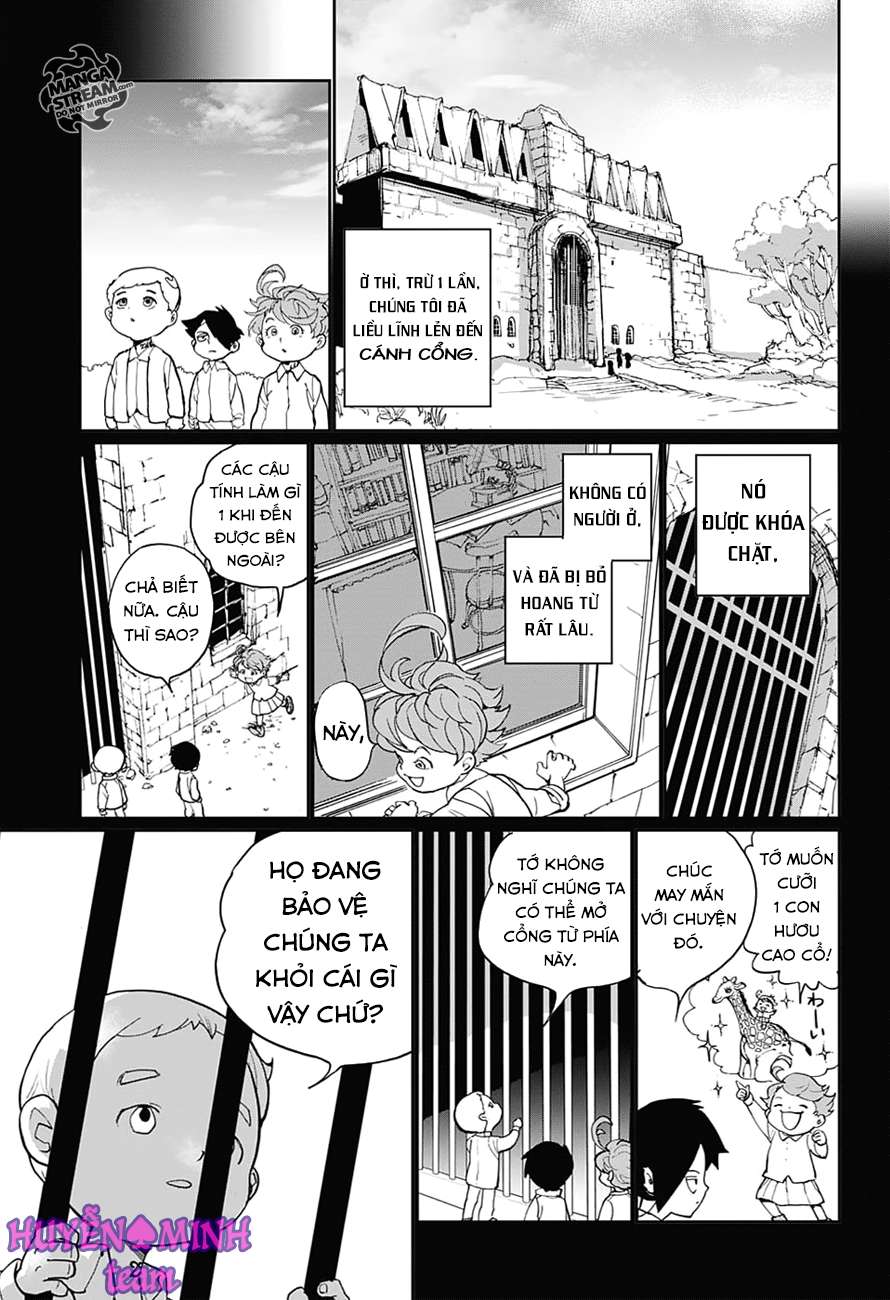 MANGA
STREAM.com
DO NOT MIRROR
Ờ THÌ, TRỪ 1 LẦN,
CHÚNG TÔI ĐÃ
LIỀU LĨNH LẺN ĐẾN
CÁNH CỔNG.
NÓ
ĐƯỢC KHÓA
CHẶT,
KHÔNG CÓ
NGƯỜI Ở,
VÀ ĐÃ BỊ BỎ
HOANG TỪ
RẤT LÂU.
NÀY,
CÁC CẬU
TÍNH LÀM GÌ
1 KHI ĐẾN
ĐƯỢC BÊN
NGOÀI?
CHẢ BIẾT
NỮA. CẬU
THÌ SAO?
TỚ MUỐN
CƯỠI
1 CON
HƯƠU
CAO CỔ!
わーい
CHÚC
MAY MẮN
VỚI CHUYỆN
ĐÓ.
TỚ KHÔNG
NGHĨ CHÚNG TA
CÓ THỂ MỞ
CỔNG TỪ PHÍA
NÀY.
HỌ ĐANG
BẢO VỆ
CHÚNG TA
KHỎI CÁI GÌ
VẬY CHỨ?
HUYỄN♠MINH
team